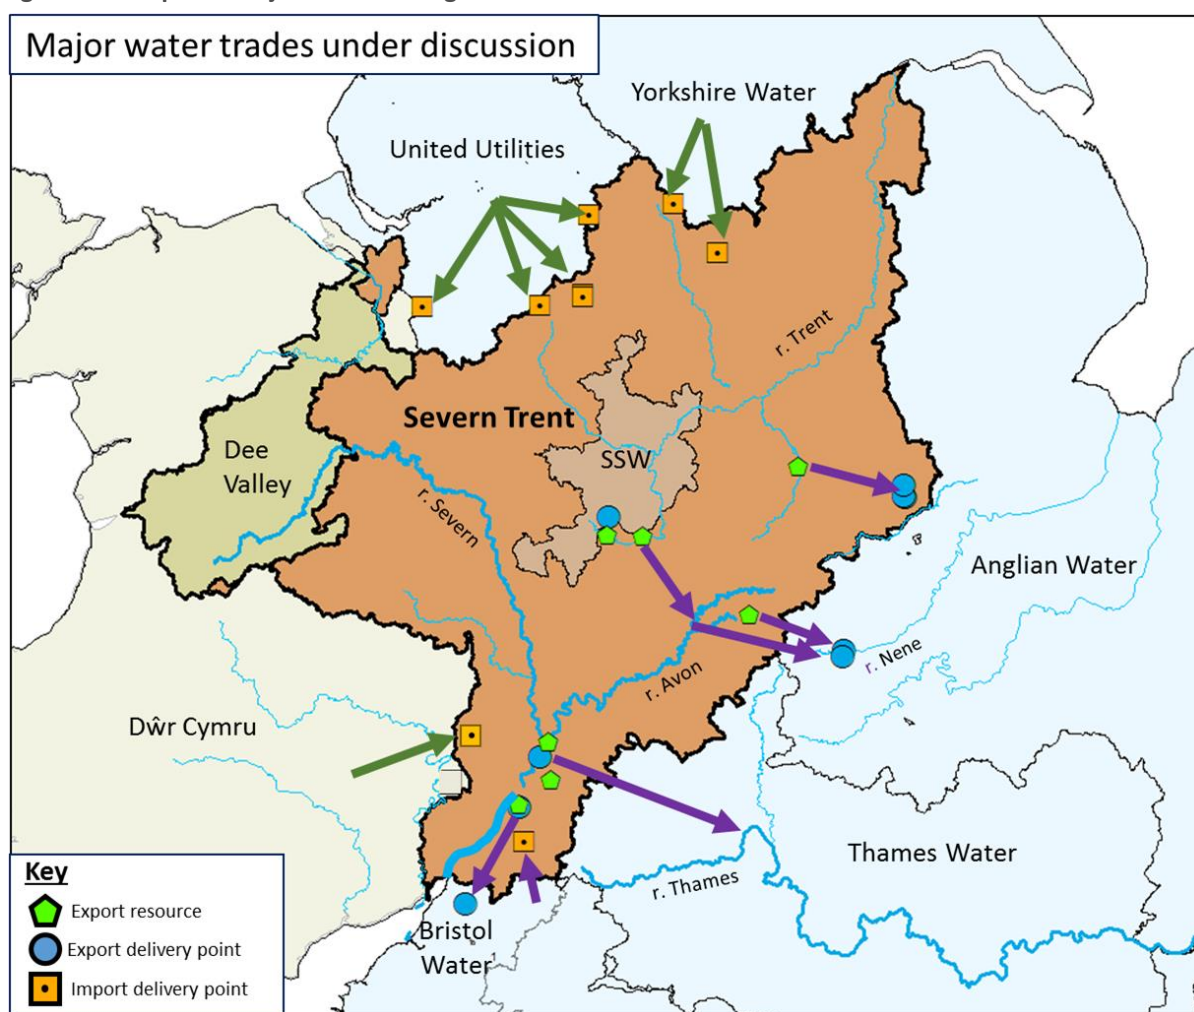 Major water trades under discussion
Yorkshire Water
United Utilities
r. Trent
Severn Trent
Dee
Valley
SSW
r. Severn
Anglian Water
r. Nene
r. Avon
Dŵr Cymru
Thames Water
r. Thames
Bristol
Water
Key
Export resource
Export delivery point
Import delivery point